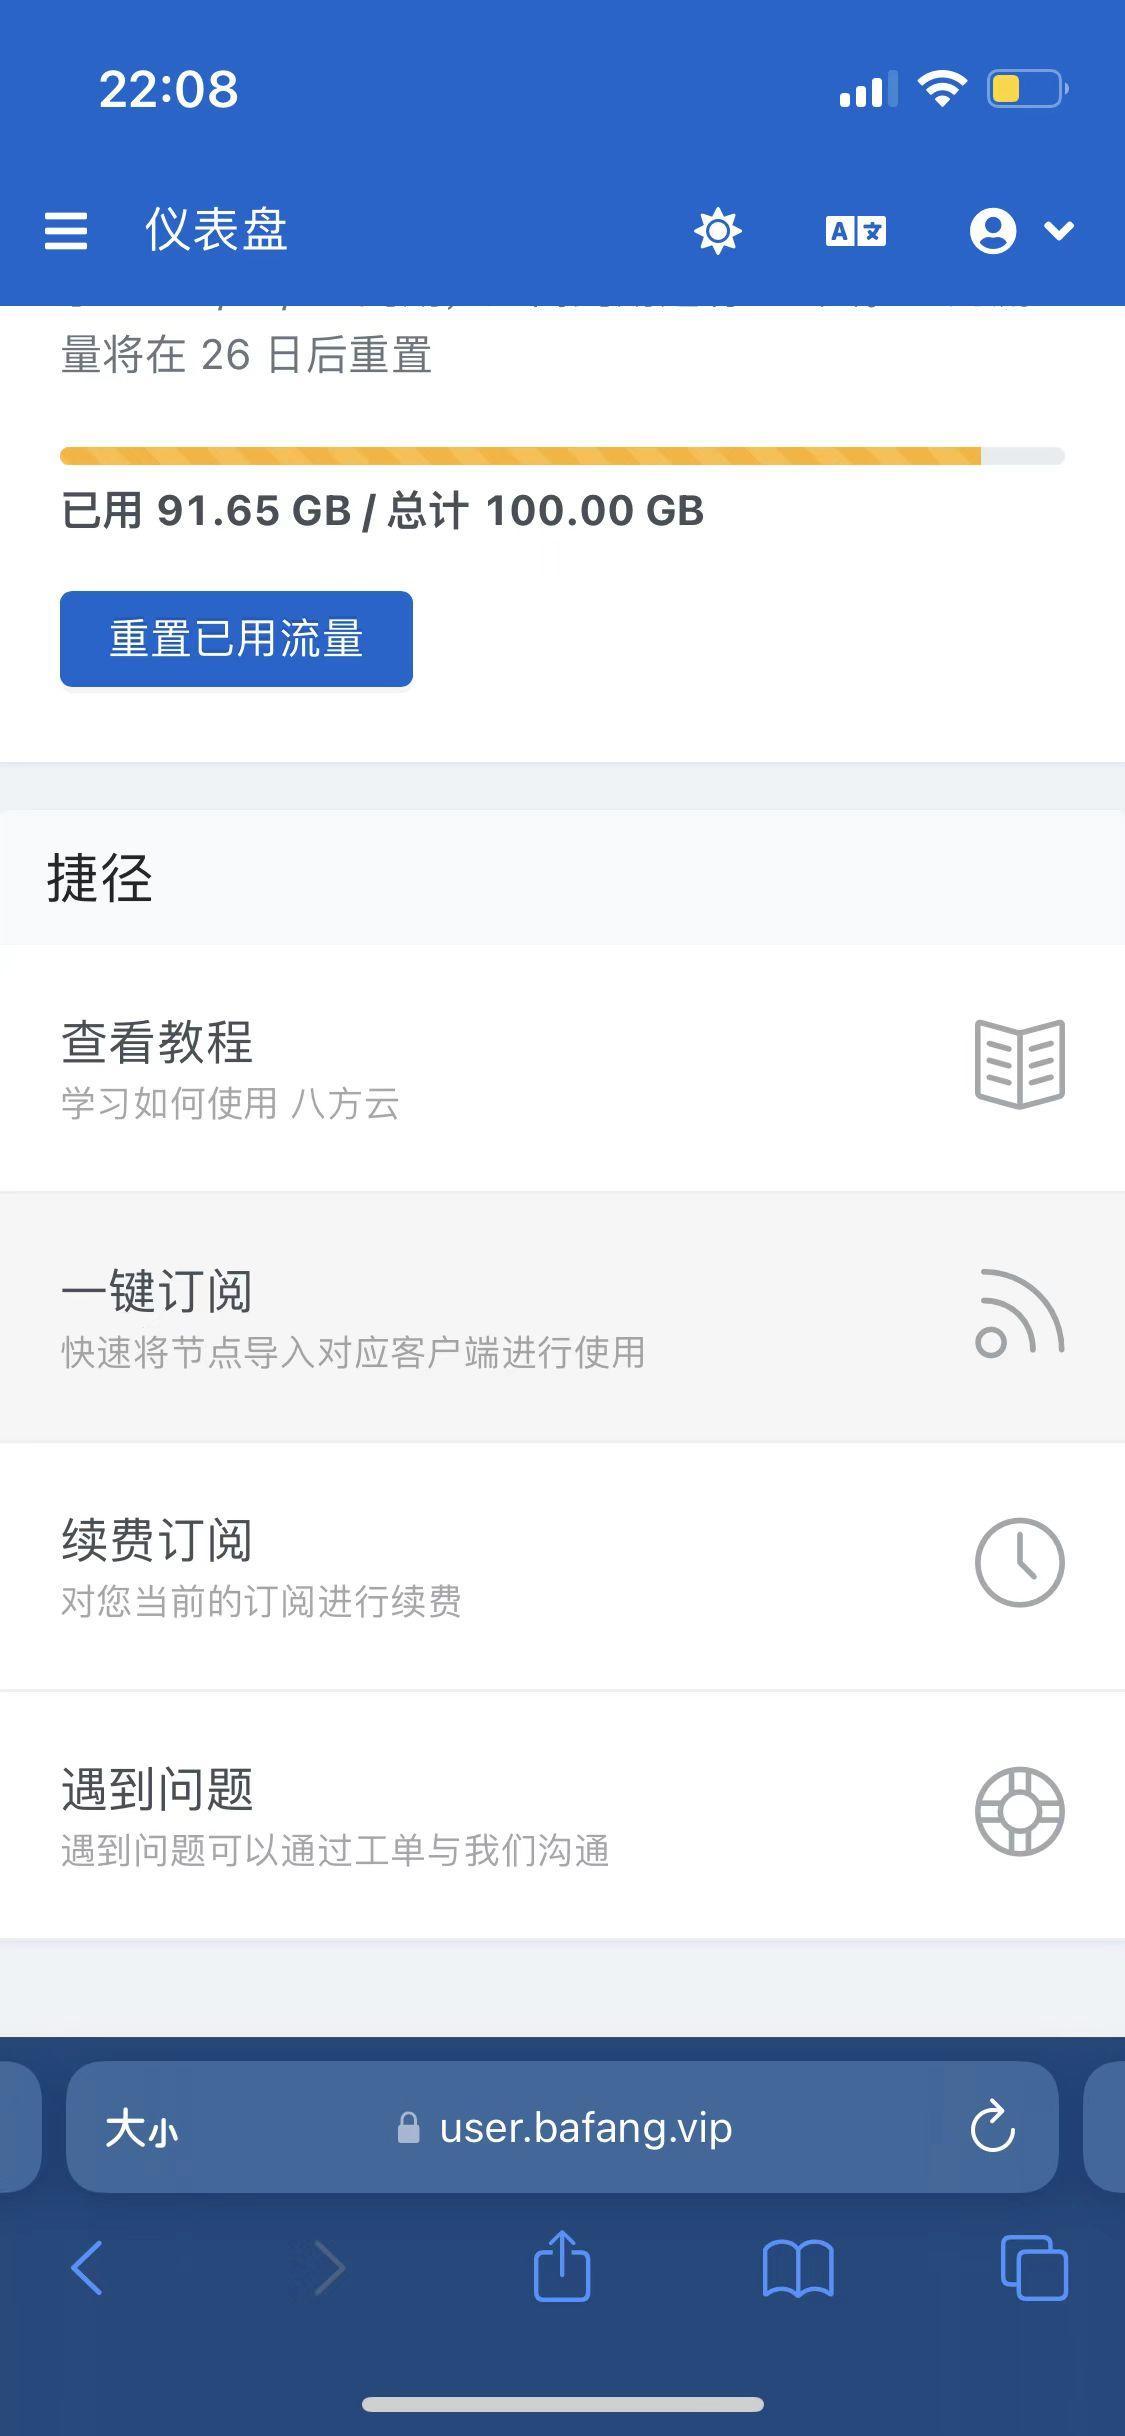 22:08
仪表盘
A 文
量将在 26 日后重置
已用 91.65 GB / 总计 100.00 GB
重置已用流量
捷径
查看教程
学习如何使用 八方云
一键订阅
快速将节点导入对应客户端进行使用
续费订阅
对您当前的订阅进行续费
遇到问题
遇到问题可以通过工单与我们沟通
大小
user.bafang.vip